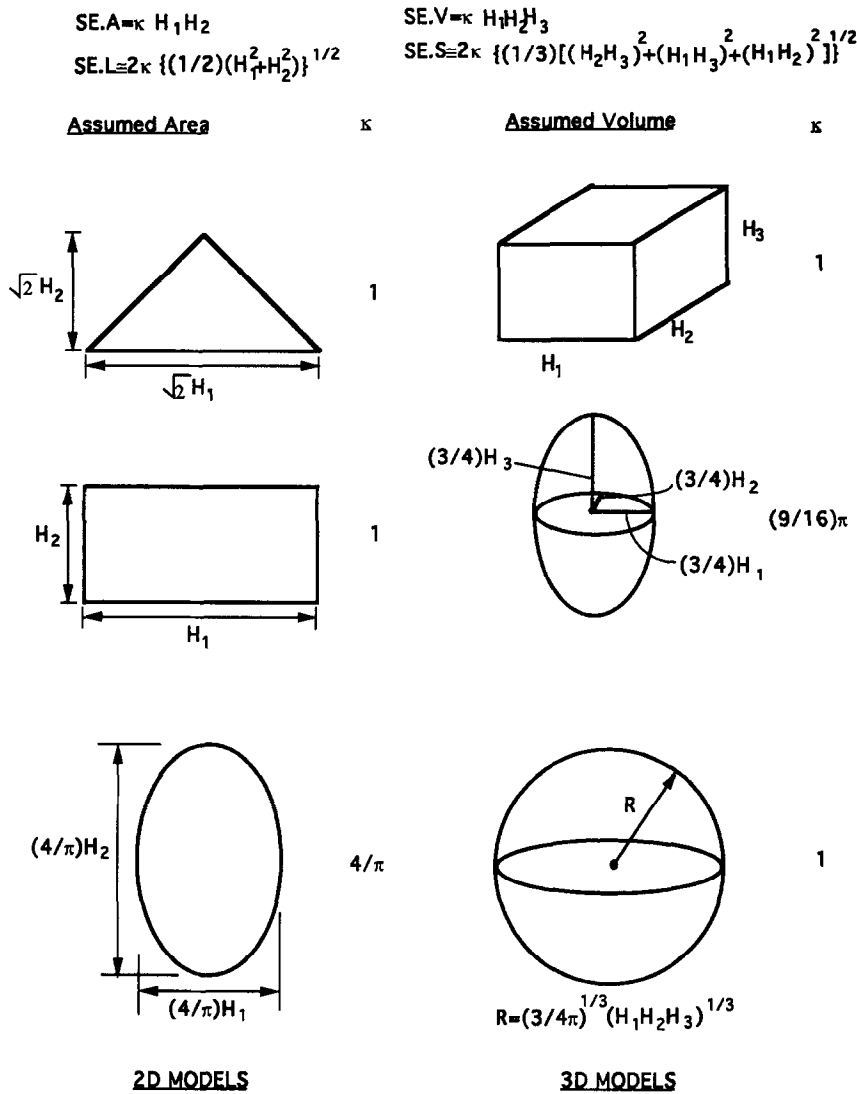 SE.A=κ H₁H₂
SE.L≅2κ {(1/2)(H₁²+H₂²)}^1/2
SE.V=κ H₁H₂H₃
SE.S≅2κ {(1/3)[(H₂H₃)²+(H₁H₃)²+(H₁H₂)²]}^1/2
Assumed Area κ
Assumed Volume κ
√2 H₂
1
√2 H₁
H₃
1
H₂
H₁
H₂
1
H₁
(3/4)H₃
(3/4)H₂
(9/16)π
(3/4)H₁
(4/π)H₂
4/π
(4/π)H₁
R
1
R=(3/4π)^1/3(H₁H₂H₃)^1/3
2D MODELS
3D MODELS